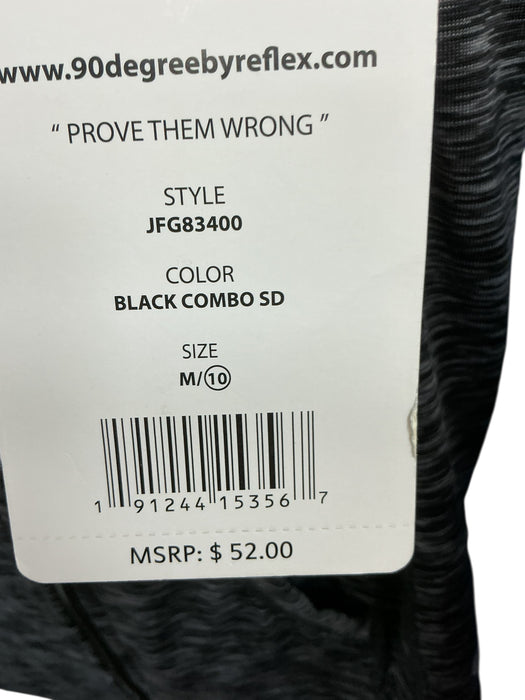 www.90degreebyreflex.com
“ PROVE THEM WRONG ”
STYLE
JFG83400
COLOR
BLACK COMBO SD
SIZE
M/10
1 91244 15356 7
MSRP: $ 52.00